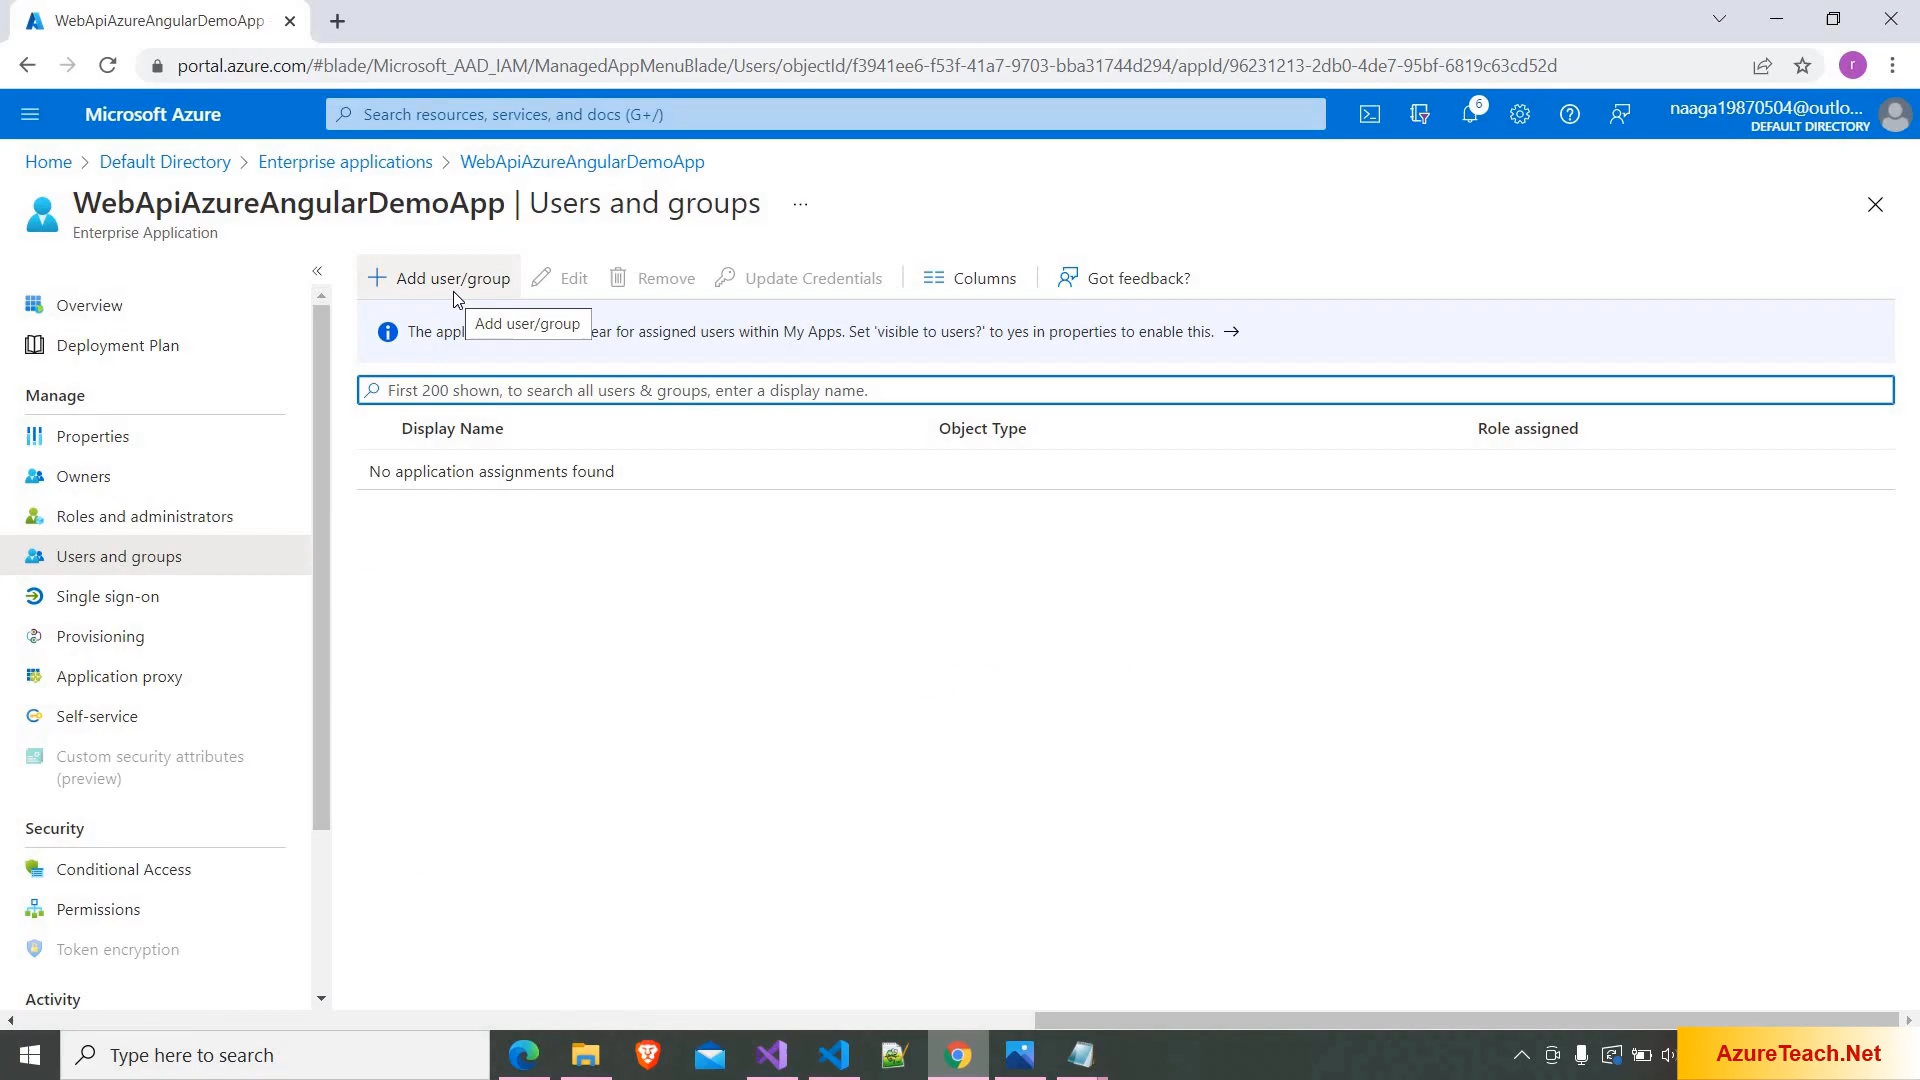 WebApiAzureAngularDemoApp
portal.azure.com/#blade/Microsoft_AAD_IAM/ManagedAppMenuBlade/Users/objectId/f3941ee6-f53f-41a7-9703-bba31744d294/appId/96231213-2db0-4de7-95bf-6819c63cd52d
r
Microsoft Azure
Search resources, services, and docs (G+/)
6
naaga19870504@outlo...
DEFAULT DIRECTORY
Home > Default Directory > Enterprise applications > WebApiAzureAngularDemoApp
WebApiAzureAngularDemoApp | Users and groups ...
Enterprise Application
Add user/group
Edit
Remove
Update Credentials
Columns
Got feedback?
Add user/group
The appl
ear for assigned users within My Apps. Set 'visible to users?' to yes in properties to enable this. →
First 200 shown, to search all users & groups, enter a display name.
Display Name
Object Type
Role assigned
No application assignments found
Overview
Deployment Plan
Manage
Properties
Owners
Roles and administrators
Users and groups
Single sign-on
Provisioning
Application proxy
Self-service
Custom security attributes
(preview)
Security
Conditional Access
Permissions
Token encryption
Activity
Type here to search
AzureTeach.Net